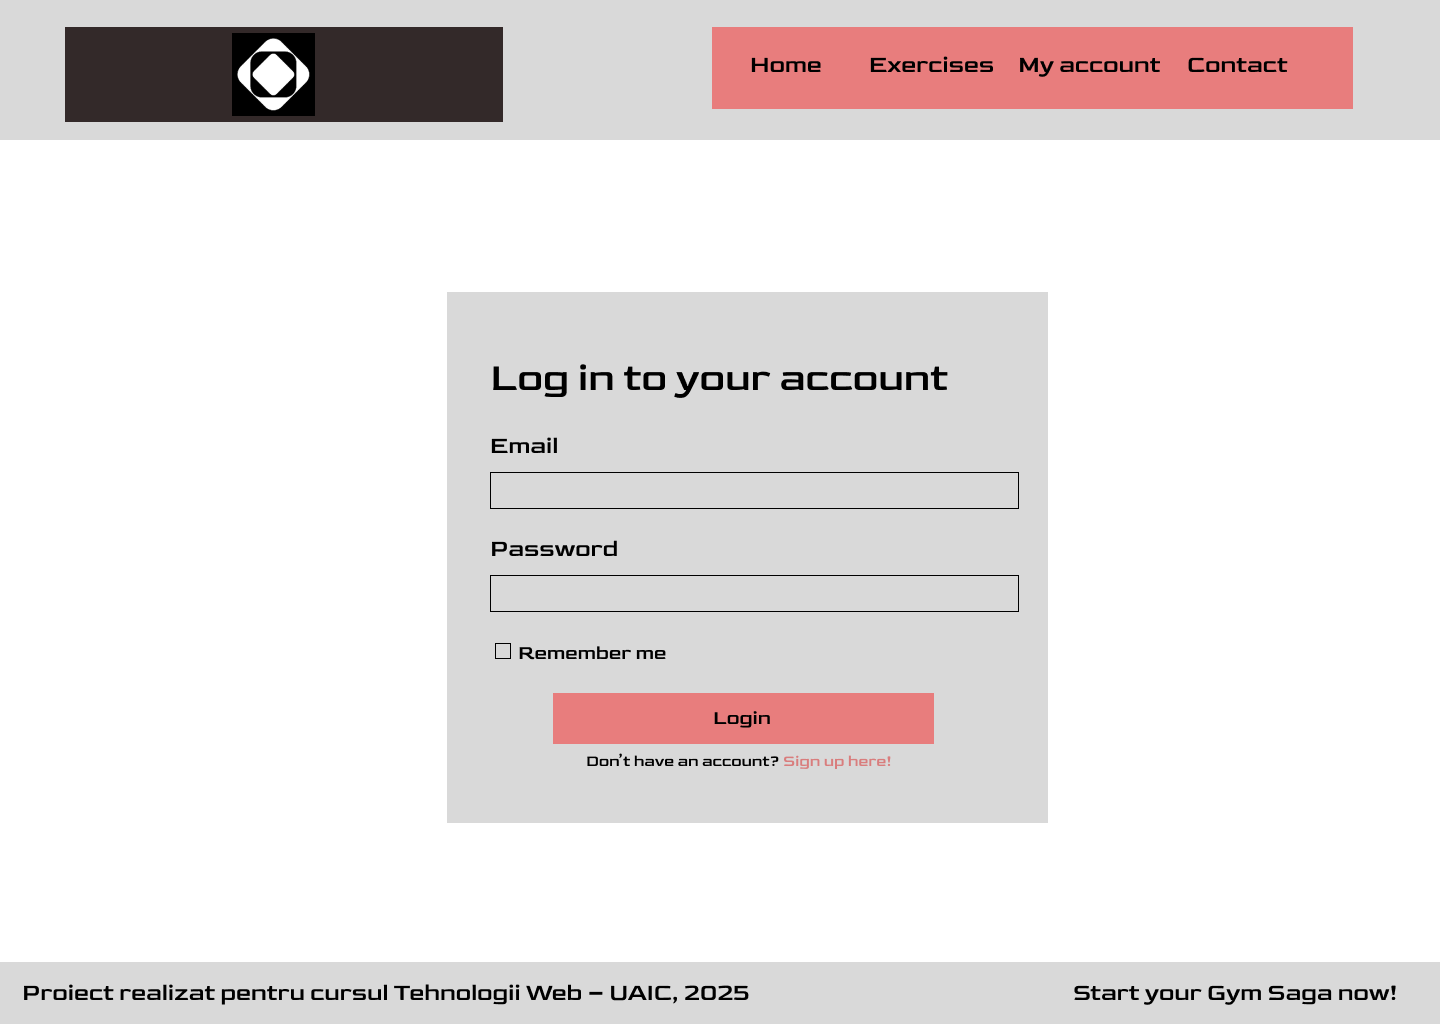 Home Exercises My account Contact
Log in to your account
Email
Password
Remember me
Login
Don't have an account? Sign up here!
Proiect realizat pentru cursul Tehnologii Web – UAIC, 2025
Start your Gym Saga now!